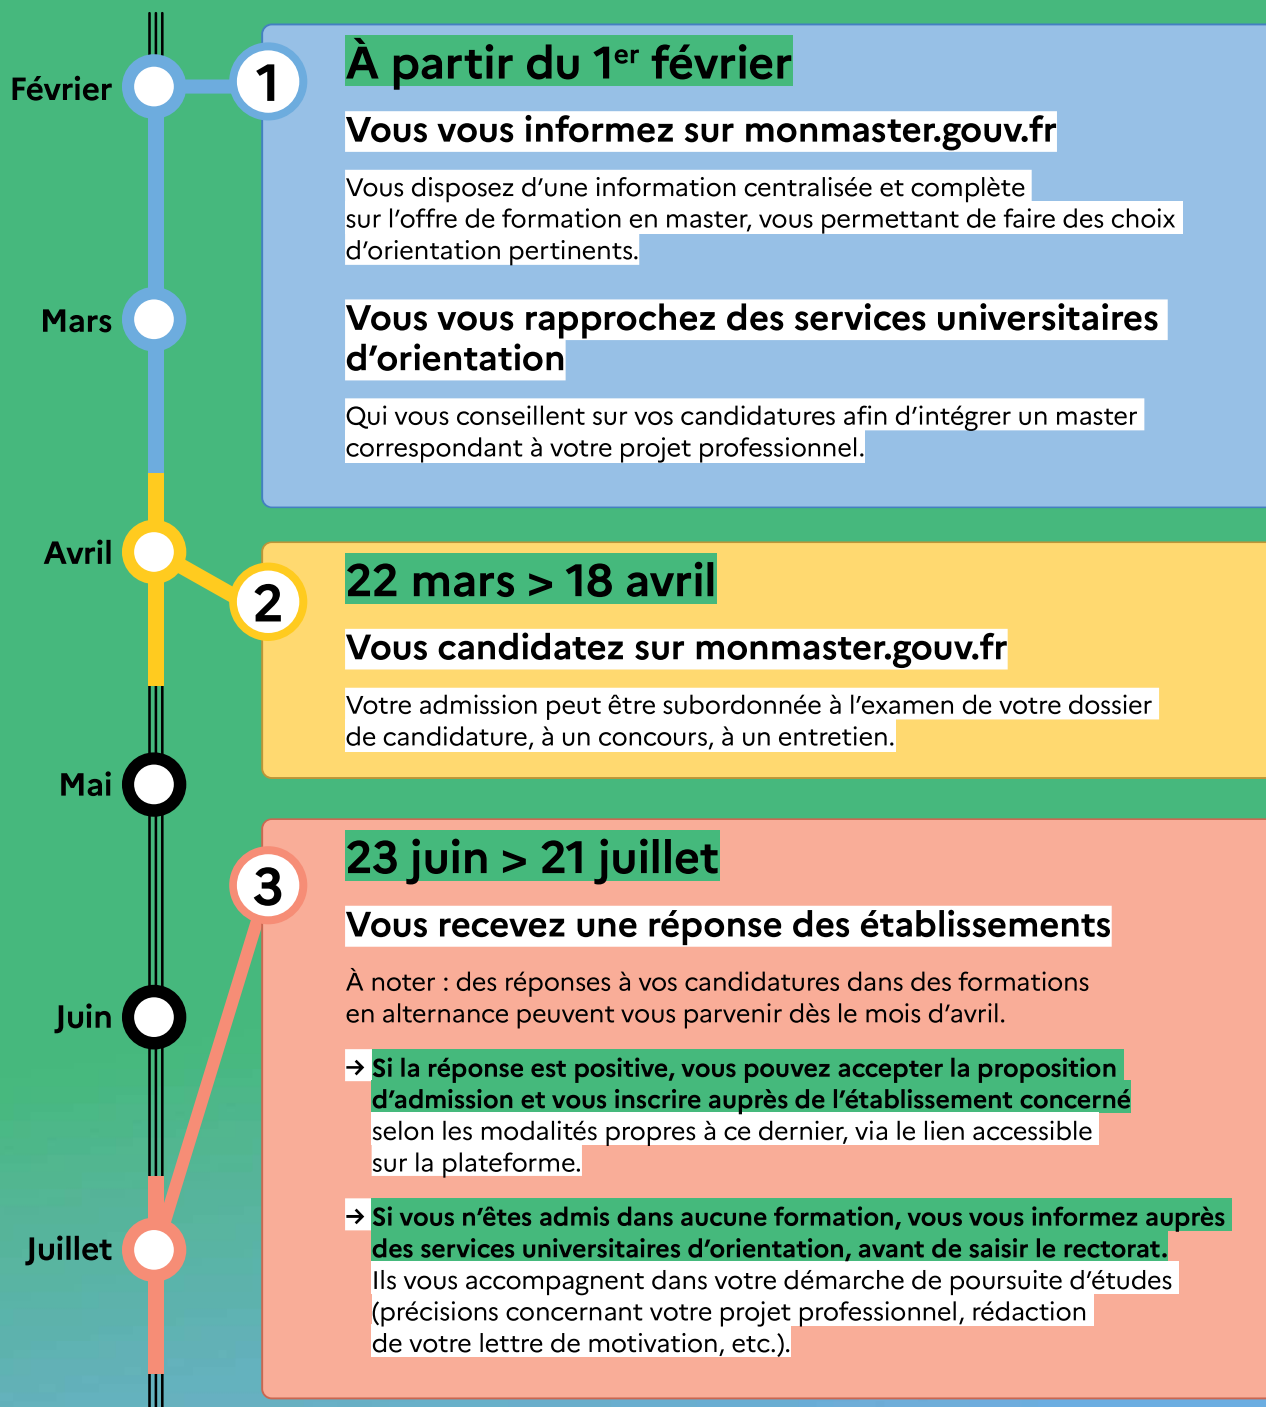 Février
1
À partir du 1er février
Vous vous informez sur monmaster.gouv.fr
Vous disposez d’une information centralisée et complète
sur l’offre de formation en master, vous permettant de faire des choix
d’orientation pertinents.
Mars
Vous vous rapprochez des services universitaires
d’orientation
Qui vous conseillent sur vos candidatures afin d’intégrer un master
correspondant à votre projet professionnel.
Avril
2
22 mars > 18 avril
Vous candidatez sur monmaster.gouv.fr
Votre admission peut être subordonnée à l’examen de votre dossier
de candidature, à un concours, à un entretien.
Mai
3
23 juin > 21 juillet
Vous recevez une réponse des établissements
À noter : des réponses à vos candidatures dans des formations
en alternance peuvent vous parvenir dès le mois d’avril.
Juin
→ Si la réponse est positive, vous pouvez accepter la proposition
d’admission et vous inscrire auprès de l’établissement concerné
selon les modalités propres à ce dernier, via le lien accessible
sur la plateforme.
Juillet
→ Si vous n’êtes admis dans aucune formation, vous vous informez auprès
des services universitaires d’orientation, avant de saisir le rectorat.
Ils vous accompagnent dans votre démarche de poursuite d’études
(précisions concernant votre projet professionnel, rédaction
de votre lettre de motivation, etc.).